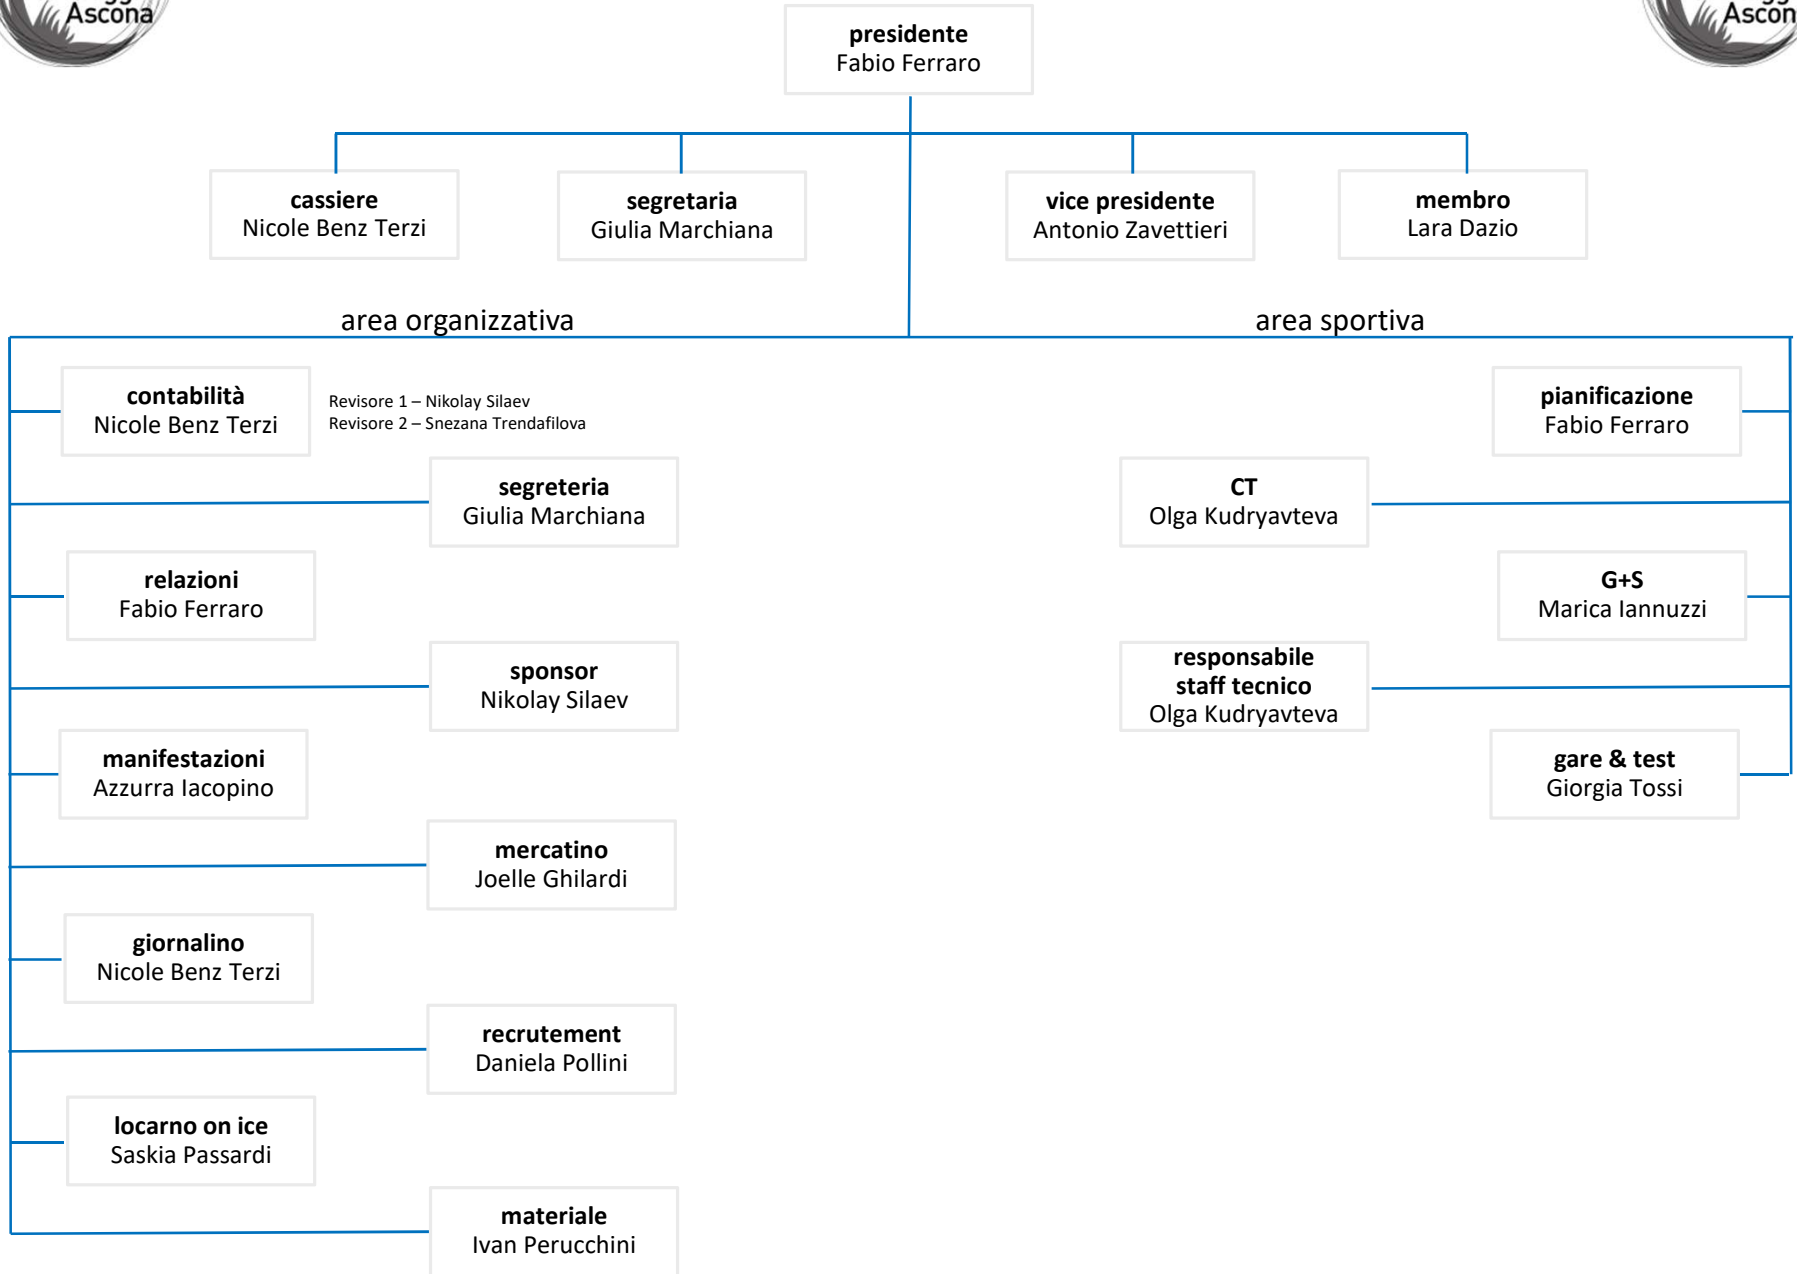 Ascona
presidente
Fabio Ferraro
cassiere
Nicole Benz Terzi
segretaria
Giulia Marchiana
vice presidente
Antonio Zavettieri
membro
Lara Dazio
area organizzativa
area sportiva
contabilità
Nicole Benz Terzi
Revisore 1 – Nikolay Silaev
Revisore 2 – Snezana Trendafilova
pianificazione
Fabio Ferraro
segreteria
Giulia Marchiana
CT
Olga Kudryavteva
relazioni
Fabio Ferraro
G+S
Marica Iannuzzi
sponsor
Nikolay Silaev
responsabile
staff tecnico
Olga Kudryavteva
manifestazioni
Azzurra Iacopino
gare & test
Giorgia Tossi
mercatino
Joelle Ghilardi
giornalino
Nicole Benz Terzi
recrutement
Daniela Pollini
locarno on ice
Saskia Passardi
materiale
Ivan Perucchini